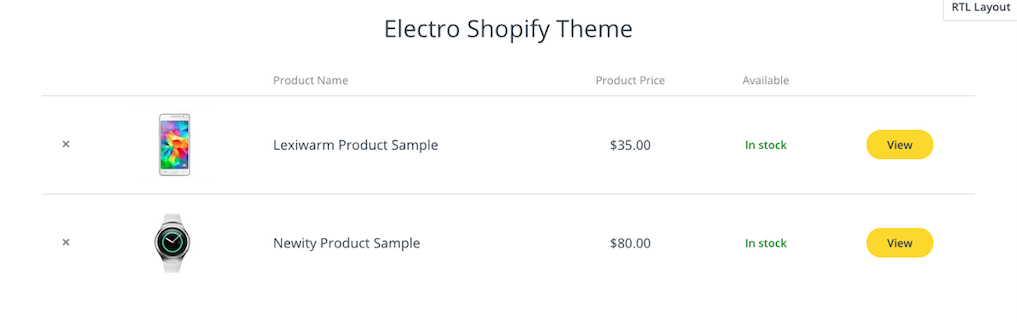 RTL Layout
Electro Shopify Theme
Product Name Product Price Available
× Lexiwarm Product Sample $35.00 In stock View
× Newity Product Sample $80.00 In stock View